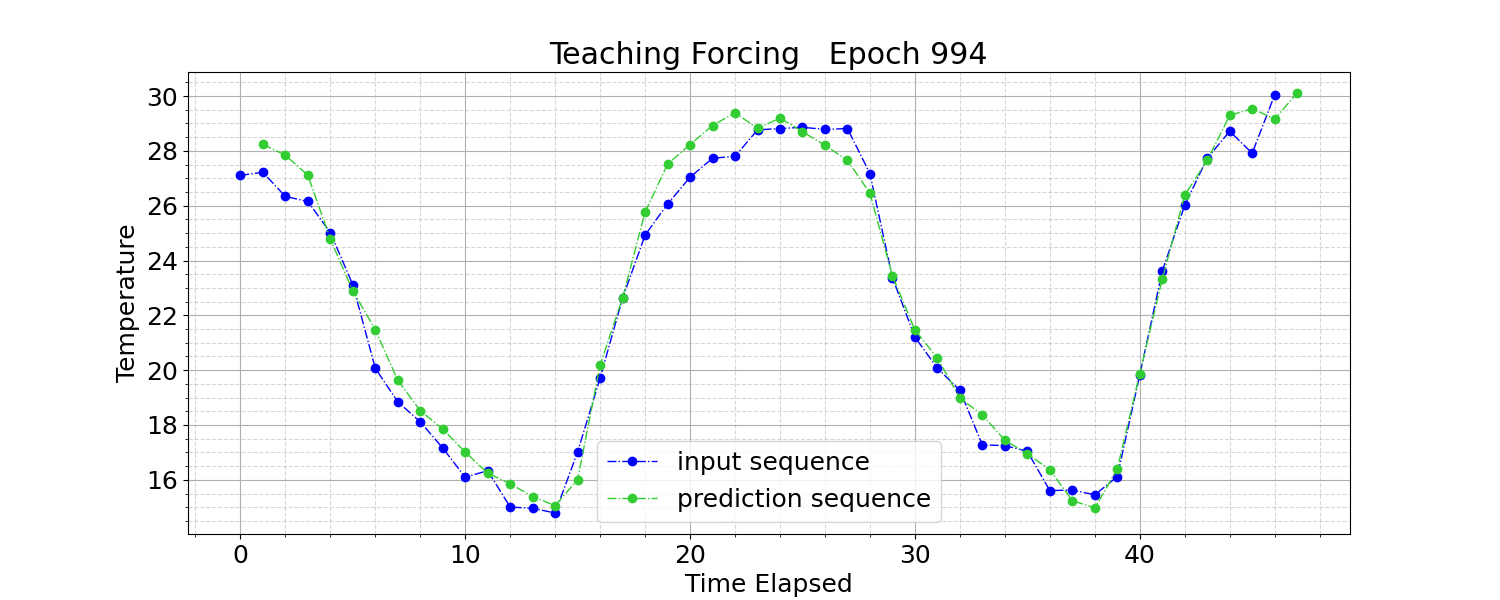 Teaching Forcing   Epoch 994
30
28
26
24
22
20
18
16
Temperature
input sequence
prediction sequence
0 10 20 30 40
Time Elapsed